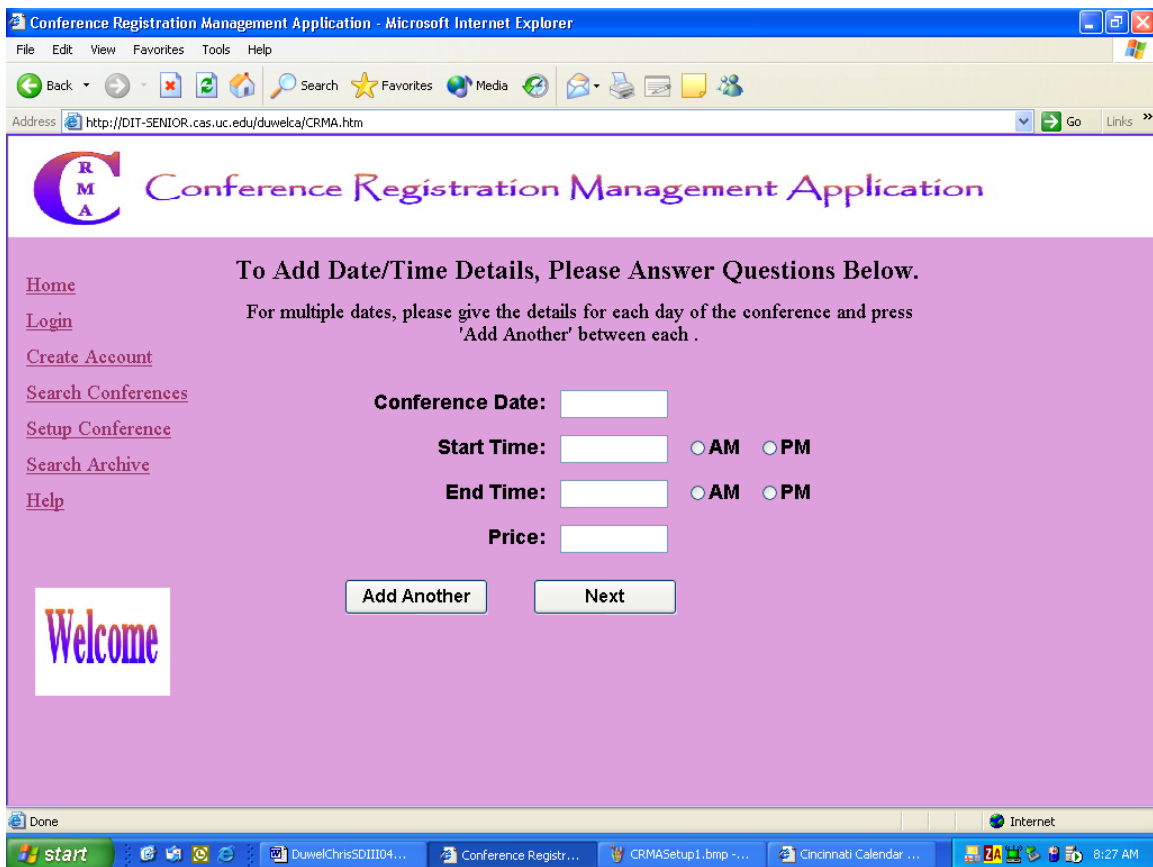 Conference Registration Management Application - Microsoft Internet Explorer
File Edit View Favorites Tools Help
Back Search Favorites Media
Address http://DIT-SENIOR.cas.uc.edu/duwelca/CRMA.htm Go Links »
C R M A Conference Registration Management Application
To Add Date/Time Details, Please Answer Questions Below.
For multiple dates, please give the details for each day of the conference and press
'Add Another' between each .
Home
Login
Create Account
Search Conferences
Setup Conference
Search Archive
Help
Conference Date:
Start Time: AM PM
End Time: AM PM
Price:
Add Another Next
Welcome
Done Internet
start DuwelChrisSDIII04... Conference Registr... CRMASetup1.bmp -... Cincinnati Calendar ... ZA 8:27 AM